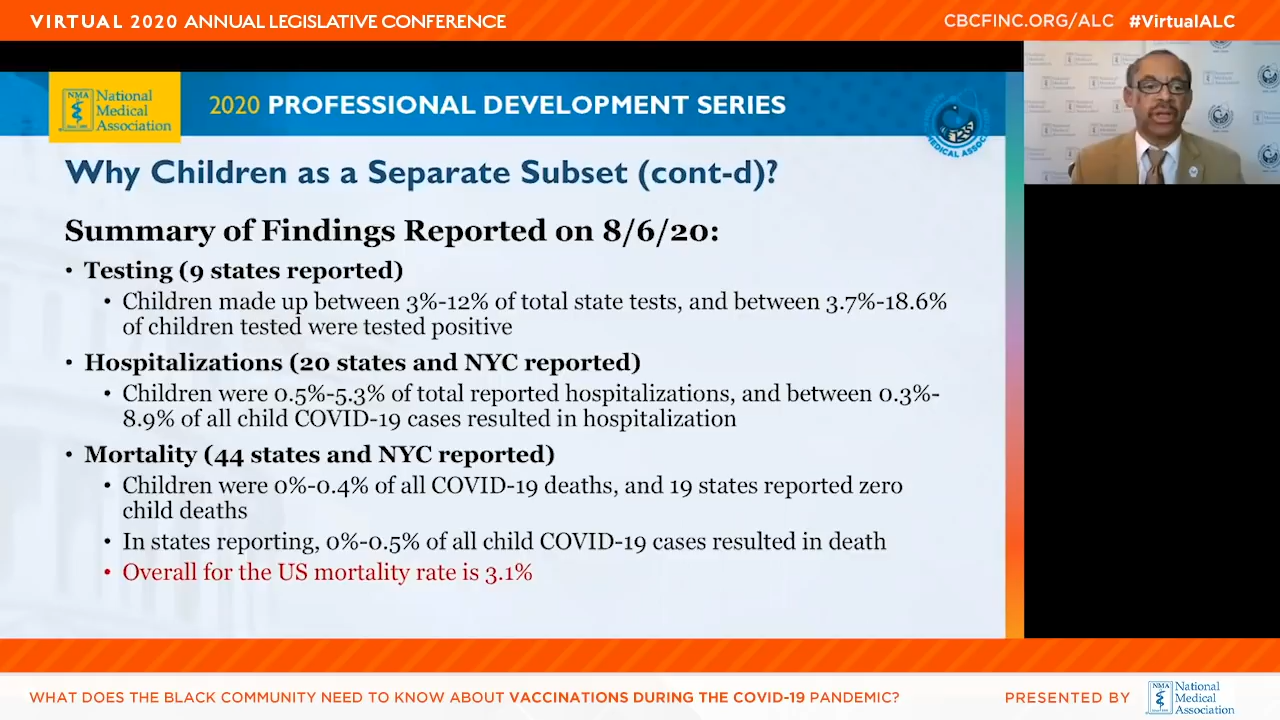 VIRTUAL 2020 ANNUAL LEGISLATIVE CONFERENCE
CBCFINC.ORG/ALC #VirtualALC
NMA
National
Medical
Association
2020 PROFESSIONAL DEVELOPMENT SERIES
Why Children as a Separate Subset (cont-d)?
Summary of Findings Reported on 8/6/20:
• Testing (9 states reported)
• Children made up between 3%-12% of total state tests, and between 3.7%-18.6%
of children tested were tested positive
• Hospitalizations (20 states and NYC reported)
• Children were 0.5%-5.3% of total reported hospitalizations, and between 0.3%-
8.9% of all child COVID-19 cases resulted in hospitalization
• Mortality (44 states and NYC reported)
• Children were 0%-0.4% of all COVID-19 deaths, and 19 states reported zero
child deaths
• In states reporting, 0%-0.5% of all child COVID-19 cases resulted in death
• Overall for the US mortality rate is 3.1%
WHAT DOES THE BLACK COMMUNITY NEED TO KNOW ABOUT VACCINATIONS DURING THE COVID-19 PANDEMIC?
PRESENTED BY
NMA
National
Medical
Association